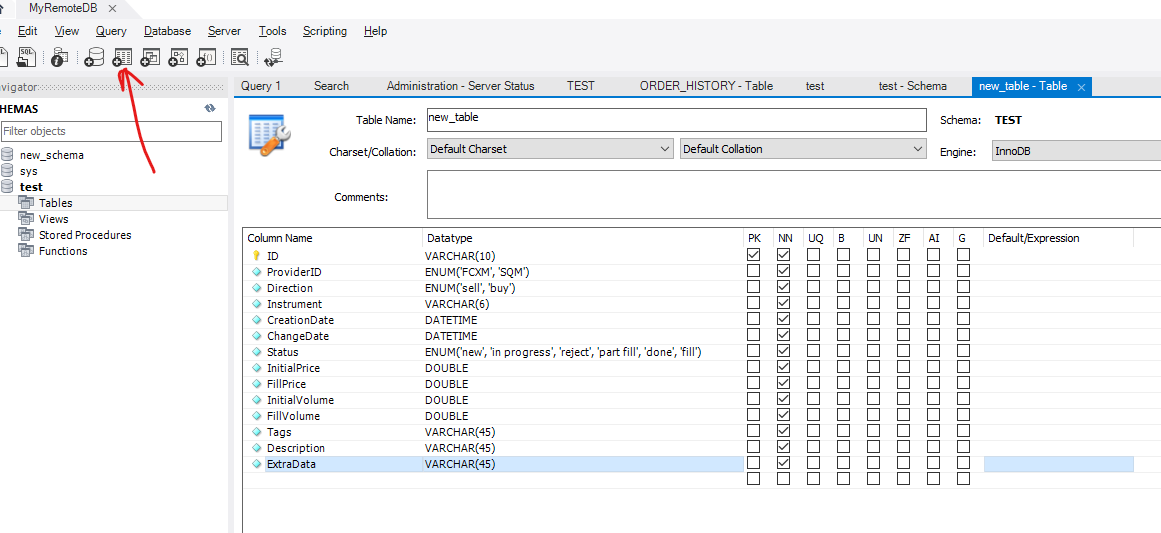 MyRemoteDB
Edit View Query Database Server Tools Scripting Help
SQL
Query 1 Search Administration - Server Status TEST ORDER_HISTORY - Table test test - Schema new_table - Table
avigator
HEMAS
Filter objects
new_schema
sys
test
Tables
Views
Stored Procedures
Functions
Table Name: new_table Schema: TEST
Charset/Collation: Default Charset Default Collation Engine: InnoDB
Comments:
Column Name Datatype PK NN UQ B UN ZF AI G Default/Expression
ID VARCHAR(10)
ProviderID ENUM('FCXM', 'SQM')
Direction ENUM('sell', 'buy')
Instrument VARCHAR(6)
CreationDate DATETIME
ChangeDate DATETIME
Status ENUM('new', 'in progress', 'reject', 'part fill', 'done', 'fill')
InitialPrice DOUBLE
FillPrice DOUBLE
InitialVolume DOUBLE
FillVolume DOUBLE
Tags VARCHAR(45)
Description VARCHAR(45)
ExtraData VARCHAR(45)